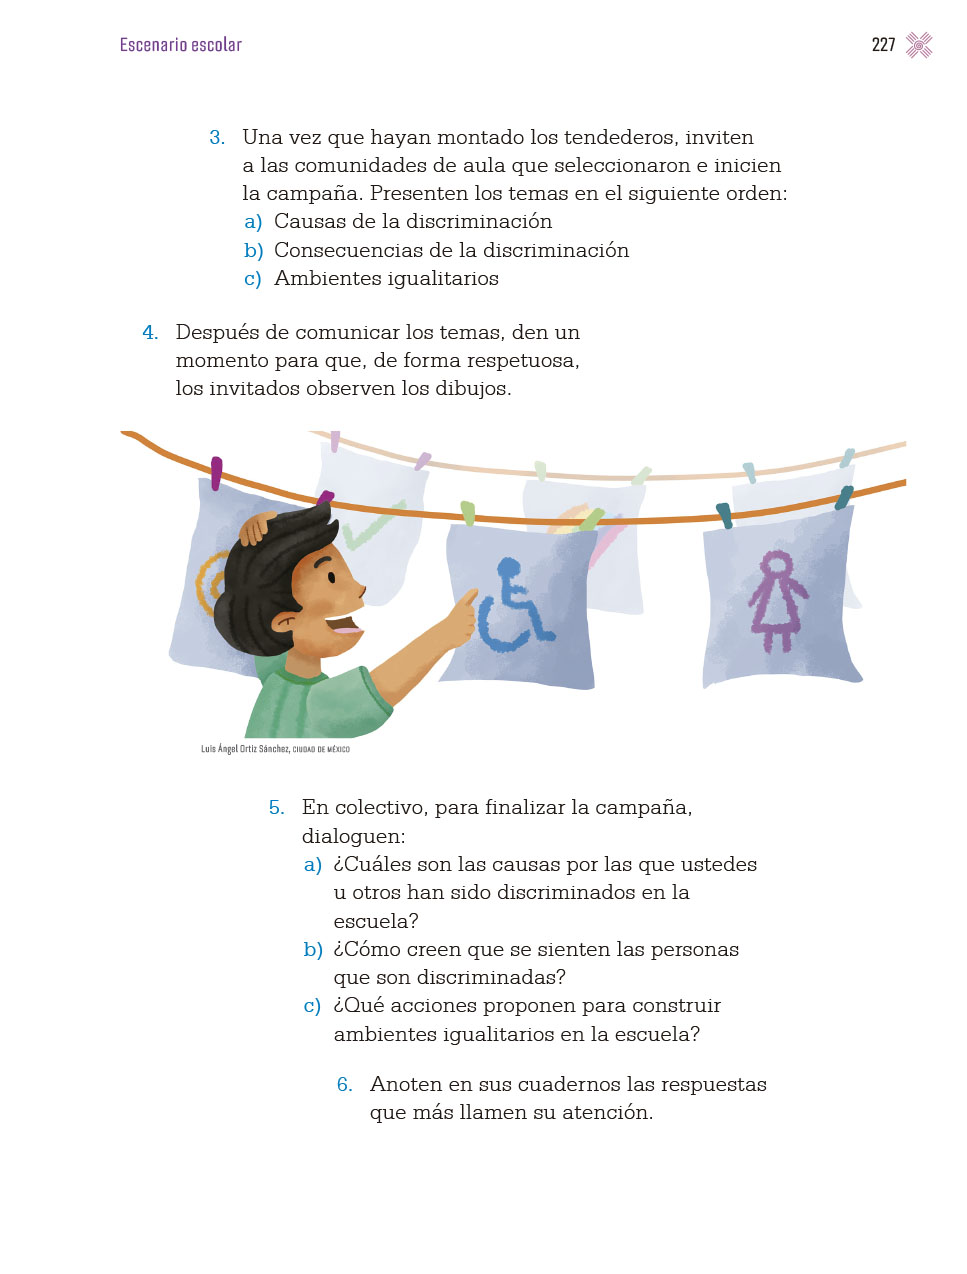 Escenario escolar
227
3. Una vez que hayan montado los tendederos, inviten
a las comunidades de aula que seleccionaron e inicien
la campaña. Presenten los temas en el siguiente orden:
a) Causas de la discriminación
b) Consecuencias de la discriminación
c) Ambientes igualitarios
4. Después de comunicar los temas, den un
momento para que, de forma respetuosa,
los invitados observen los dibujos.
Luis Ángel Ortiz Sánchez, CIUDAD DE MÉXICO
5. En colectivo, para finalizar la campaña,
dialoguen:
a) ¿Cuáles son las causas por las que ustedes
u otros han sido discriminados en la
escuela?
b) ¿Cómo creen que se sienten las personas
que son discriminadas?
c) ¿Qué acciones proponen para construir
ambientes igualitarios en la escuela?
6. Anoten en sus cuadernos las respuestas
que más llamen su atención.